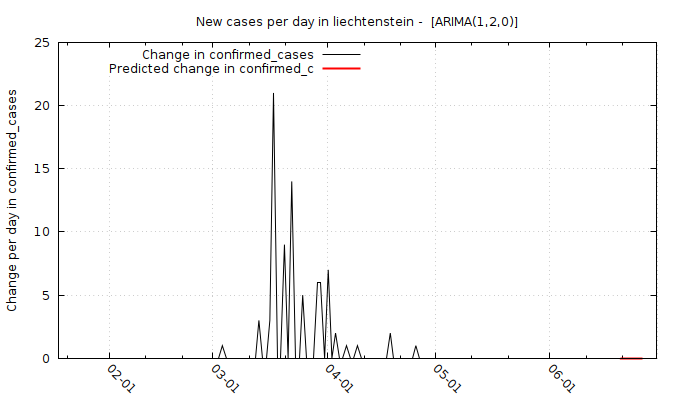 New cases per day in liechtenstein -  [ARIMA(1,2,0)]
Change in confirmed_cases
Predicted change in confirmed_c
Change per day in confirmed_cases
25
20
15
10
5
0
02-01
03-01
04-01
05-01
06-01